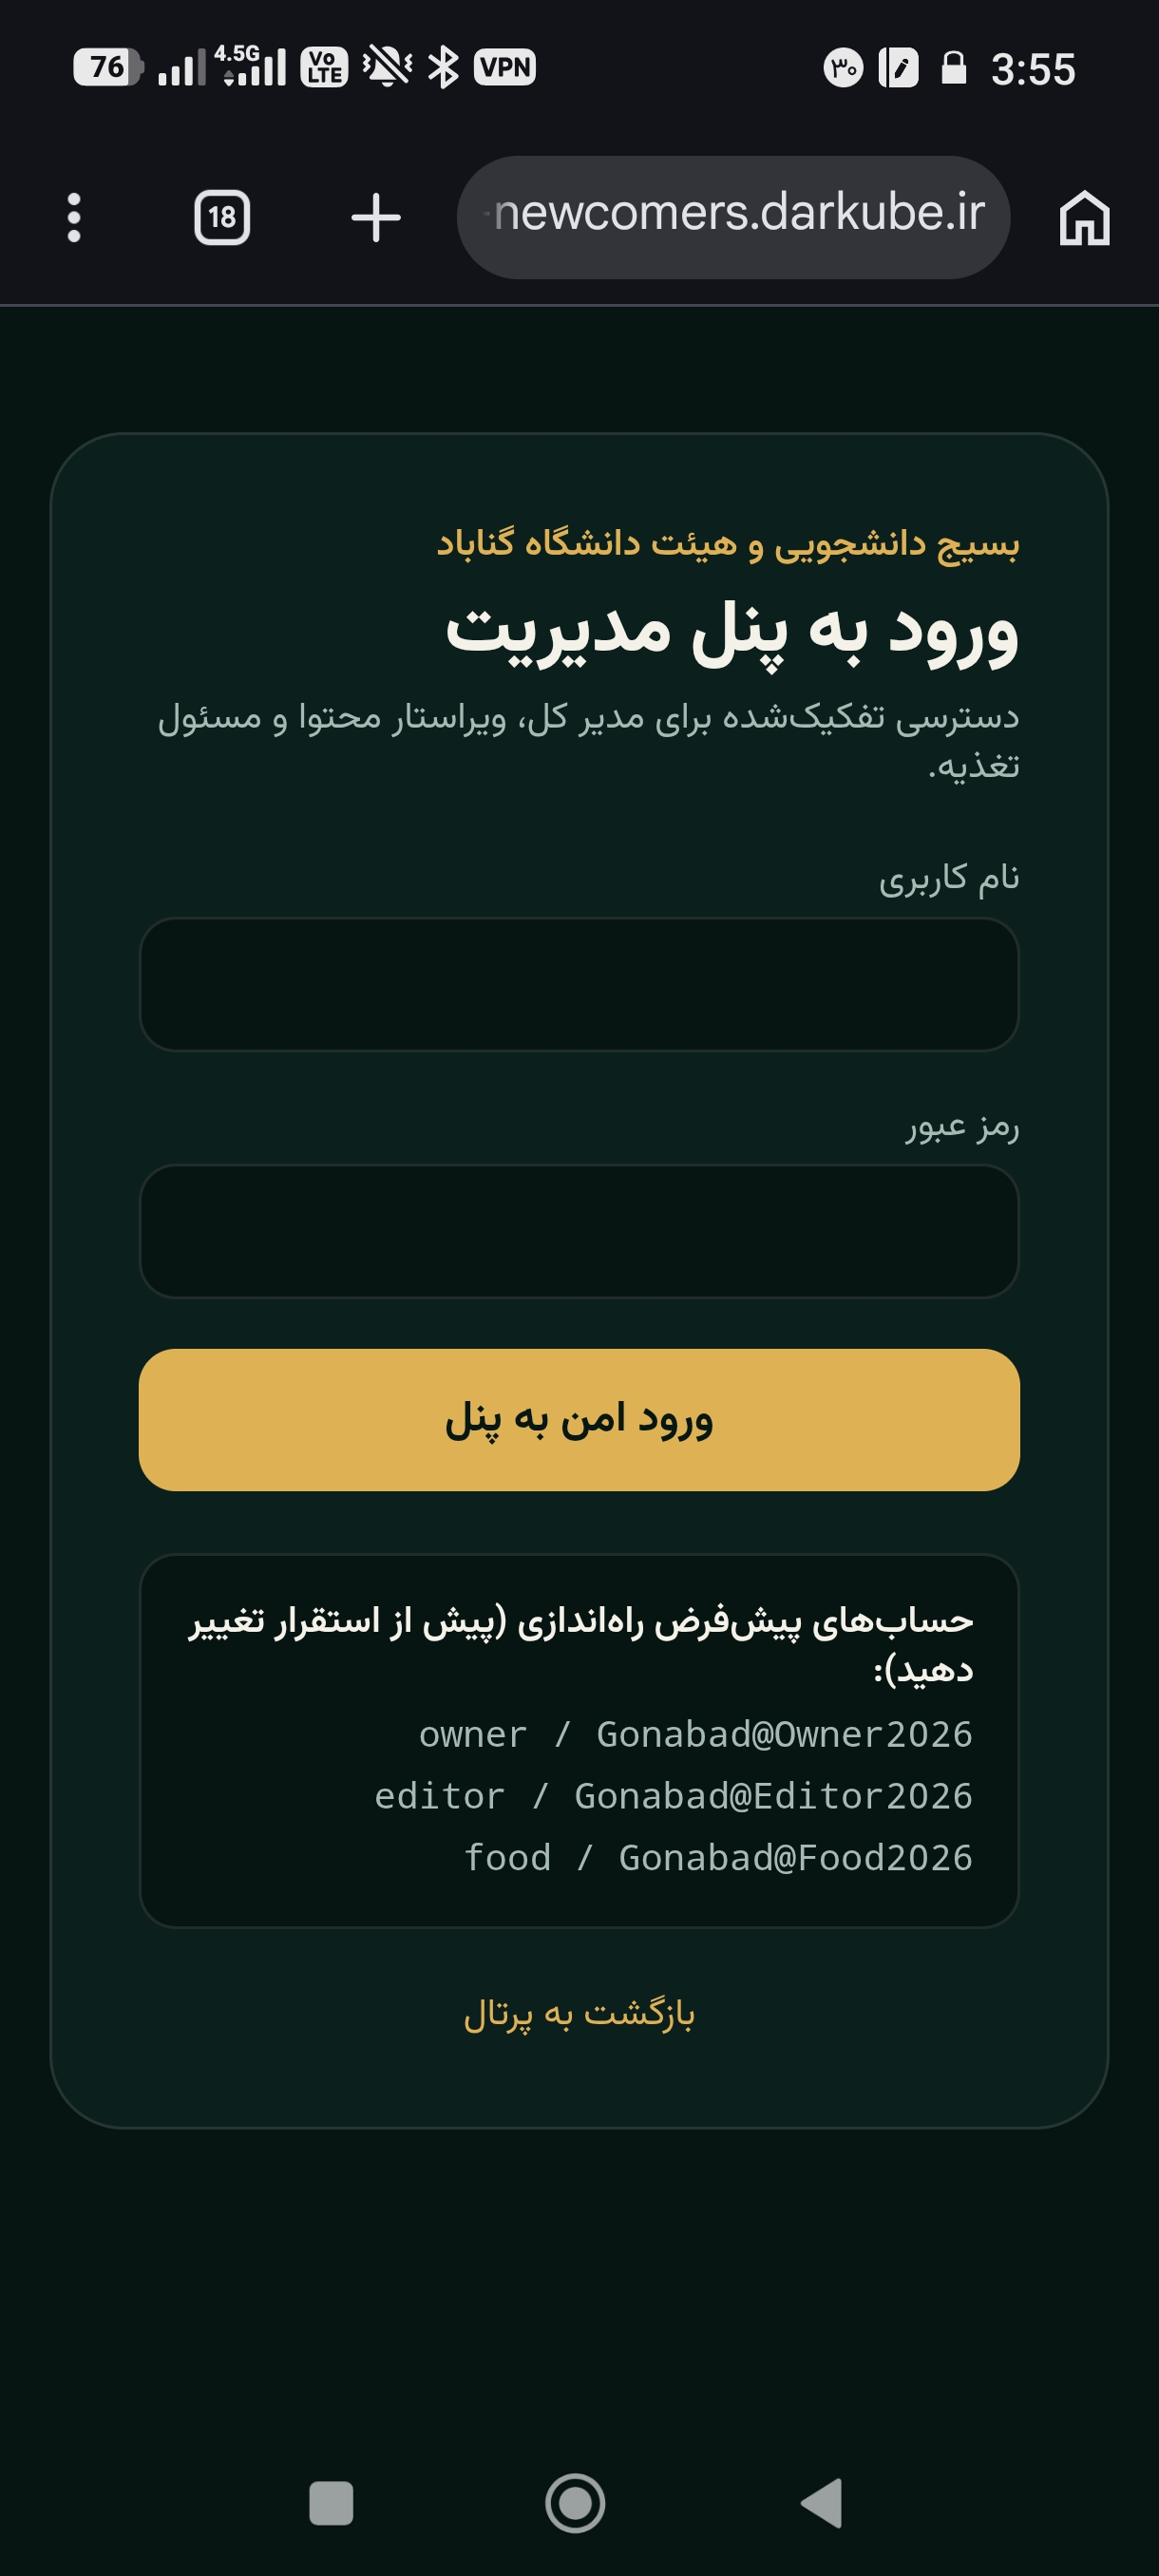 76
4.5G
Vo
LTE
VPN
۳۰
3:55
18
newcomers.darkube.ir
بسیج دانشجویی و هیئت دانشگاه گناباد
ورود به پنل مدیریت
دسترسی تفکیک‌شده برای مدیر کل، ویراستار محتوا و مسئول
تغذیه.
نام کاربری
رمز عبور
ورود امن به پنل
حساب‌های پیش‌فرض راه‌اندازی (پیش از استقرار تغییر
دهید):
owner / Gonabad@Owner2026
editor / Gonabad@Editor2026
food / Gonabad@Food2026
بازگشت به پرتال